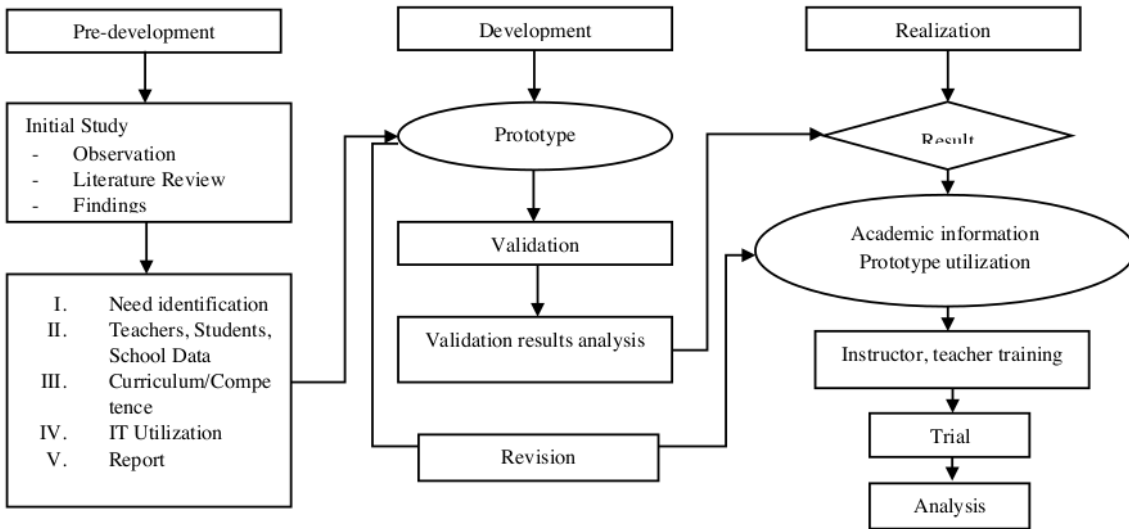 Pre-development
Initial Study
- Observation
- Literature Review
- Findings
I. Need identification
II. Teachers, Students,
School Data
III. Curriculum/Compe
tence
IV. IT Utilization
V. Report
Development
Prototype
Validation
Validation results analysis
Revision
Realization
Result
Academic information
Prototype utilization
Instructor, teacher training
Trial
Analysis